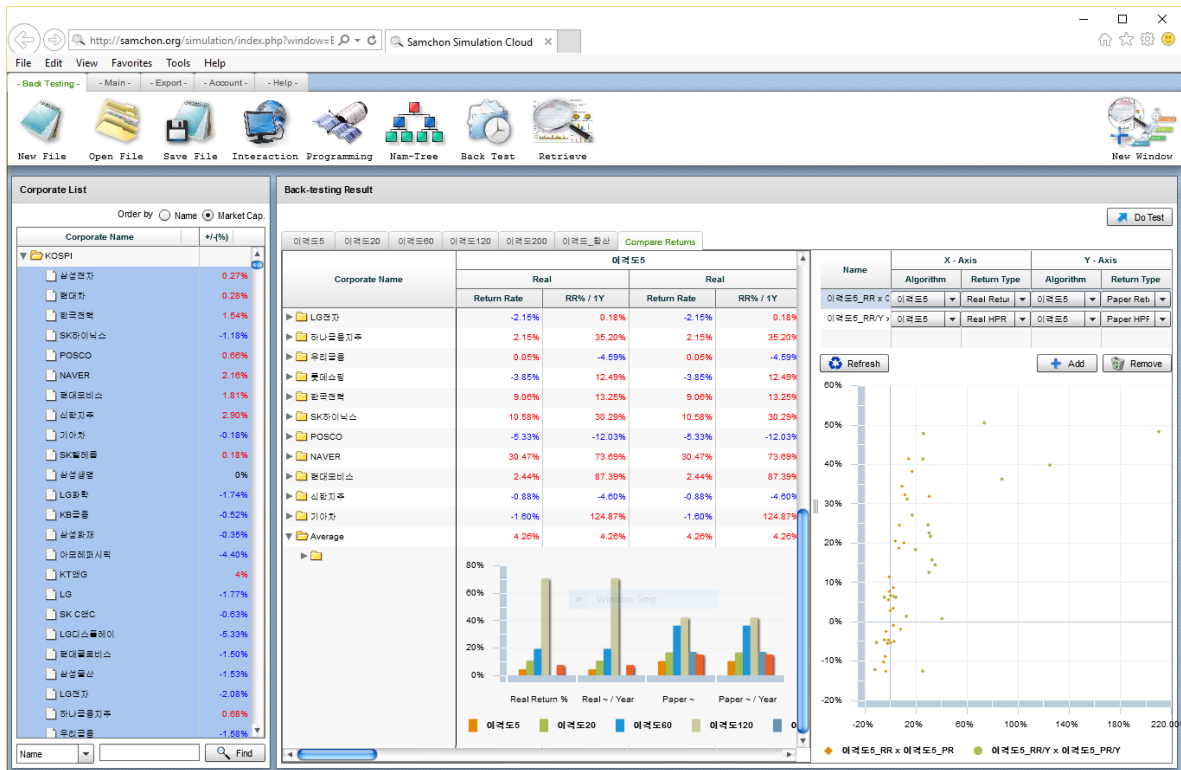 http://samchon.org/simulation/index.php?window=E
Samchon Simulation Cloud
File Edit View Favorites Tools Help
- Back Testing - - Main - - Export - - Account - - Help -
New File Open File Save File Interaction Programming Nam-Tree Back Test Retrieve New Window
Corporate List
Order by Name Market Cap.
Corporate Name +/-(%)
KOSPI
삼성전자 0.27%
현대차 0.28%
한국전력 1.54%
SK하이닉스 -1.18%
POSCO 0.66%
NAVER 2.16%
현대모비스 1.81%
신한지주 2.90%
기아차 -0.18%
SK텔레콤 0.18%
삼성생명 0%
LG화학 -1.74%
KB금융 -0.52%
삼성화재 -0.35%
아모레퍼시픽 -4.40%
KT&G 4%
LG -1.77%
SK C&C -0.63%
LG디스플레이 -5.33%
현대글로비스 -1.50%
삼성물산 -1.53%
LG전자 -2.08%
하나금융지주 0.68%
우리금융 -1.58%
Name Find
Back-testing Result
Do Test
이격도5 이격도20 이격도60 이격도120 이격도200 이격도_합산 Compare Returns
Corporate Name 이격도5
Real Real
Return Rate RR% / 1Y Return Rate RR% / 1Y
LG전자 -2.15% 0.18% -2.15% 0.18%
하나금융지주 2.15% 35.20% 2.15% 35.20%
우리금융 0.05% -4.59% 0.05% -4.59%
롯데쇼핑 -3.85% 12.49% -3.85% 12.49%
한국전력 9.06% 13.25% 9.06% 13.25%
SK하이닉스 10.58% 30.29% 10.58% 30.29%
POSCO -5.33% -12.03% -5.33% -12.03%
NAVER 30.47% 73.69% 30.47% 73.69%
현대모비스 2.44% 87.39% 2.44% 87.39%
신한지주 -0.88% -4.60% -0.88% -4.60%
기아차 -1.60% 124.87% -1.60% 124.87%
Average 4.26% 4.26% 4.26% 4.26%
80%
60%
40%
20%
0%
Window Snip
Real Return % Real ~ / Year Paper ~ Paper ~ / Year
이격도5 이격도20 이격도60 이격도120
Name X - Axis Y - Axis
Algorithm Return Type Algorithm Return Type
이격도5_RR x 이격도5 Real Retur 이격도5 Paper Ret
이격도5_RR/Y 이격도5 Real HPR 이격도5 Paper HPF
Refresh Add Remove
60%
50%
40%
30%
20%
10%
0%
-10%
-20%
-20% 20% 60% 100% 140% 180% 220.00
이격도5_RR x 이격도5_PR 이격도5_RR/Y x 이격도5_PR/Y